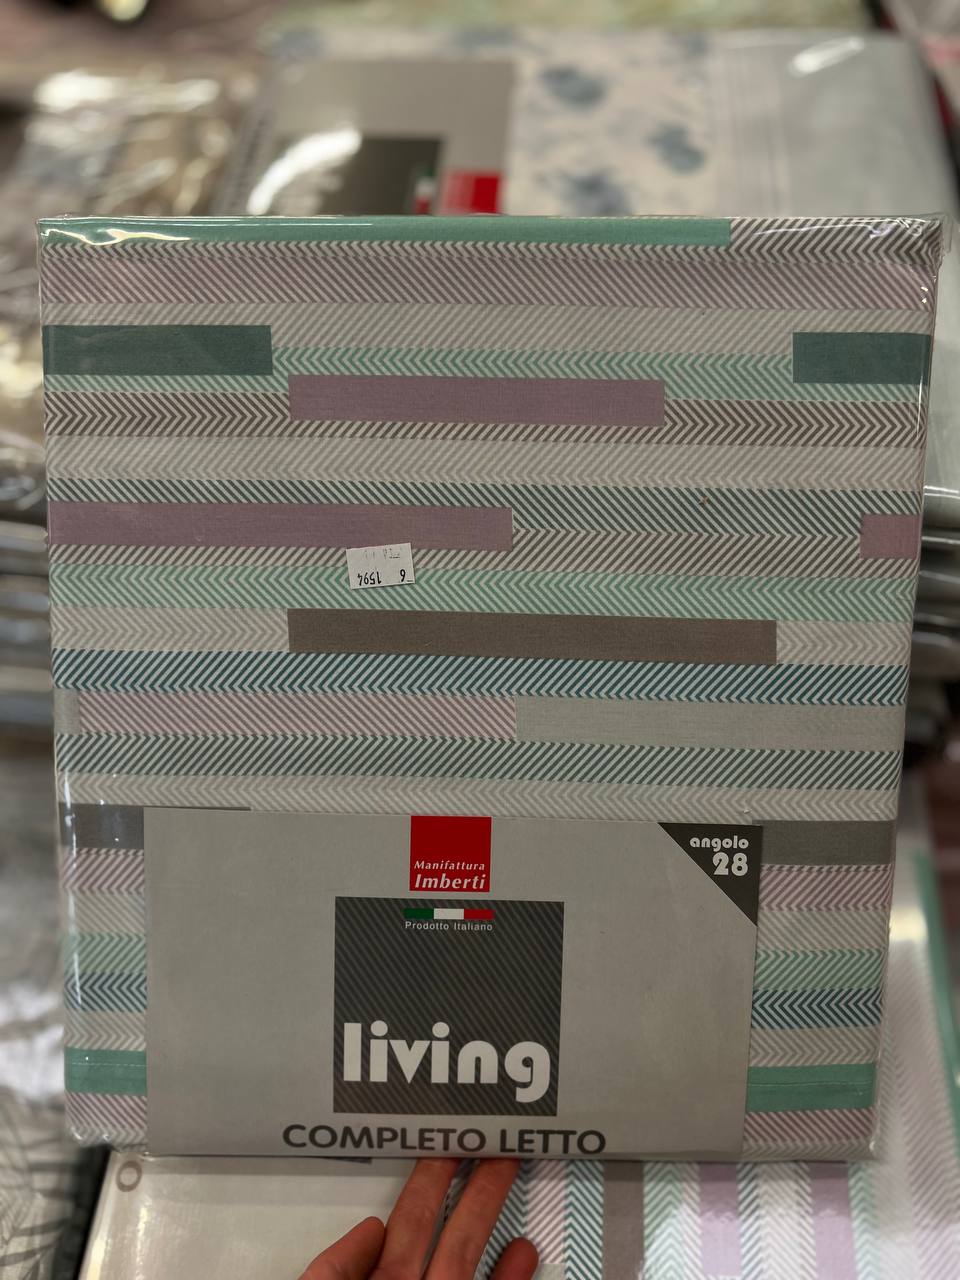 6 1594
angolo
28
Manifattura
Imberti
Prodotto Italiano
living
COMPLETO LETTO